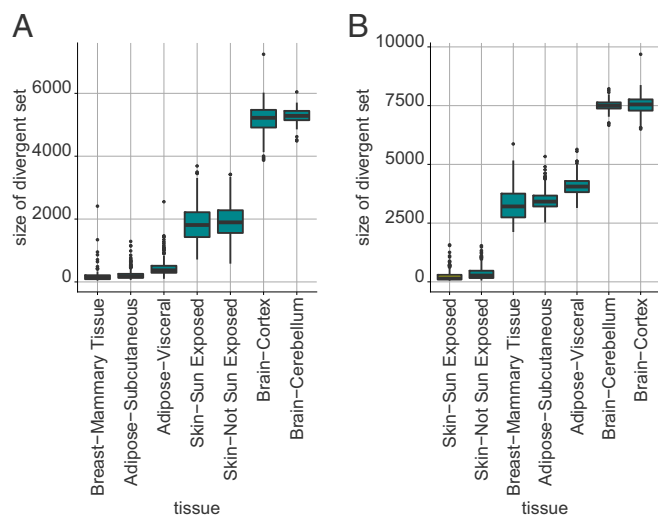 A
size of divergent set
6000
4000
2000
0
Breast−Mammary Tissue
Adipose−Subcutaneous
Adipose−Visceral
Skin−Sun Exposed
Skin−Not Sun Exposed
Brain−Cortex
Brain−Cerebellum
tissue
B
size of divergent set
10000
7500
5000
2500
0
Skin−Sun Exposed
Skin−Not Sun Exposed
Breast−Mammary Tissue
Adipose−Subcutaneous
Adipose−Visceral
Brain−Cerebellum
Brain−Cortex
tissue